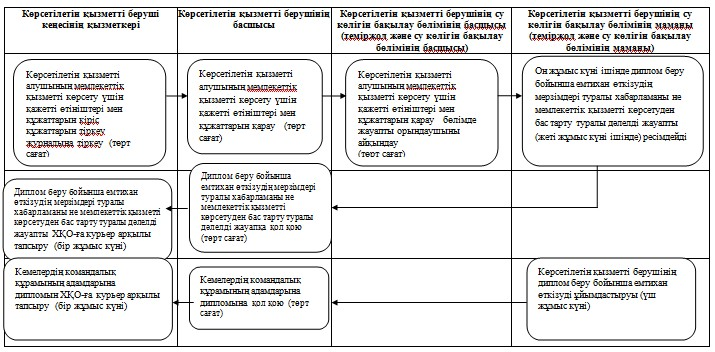 Көрсетілетін қызметті беруші
кеңесінің қызметкері
Көрсетілетін қызметті берушінің
басшысы
Көрсетілетін қызметті берушінің су
көлігін бақылау бөлімінің басшысы
(теміржол және су көлігін бақылау
бөлімінің басшысы)
Көрсетілетін қызметті берушінің су
көлігін бақылау бөлімінің маманы
(теміржол және су көлігін бақылау
бөлімінің маманы)
Көрсетілетін қызметті
алушының мемлекеттік
қызметті көрсету үшін
қажетті өтініштері мен
құжаттарын кіріс
құжаттарын тіркеу
журналына тіркеу (төрт
сағат)
Көрсетілетін қызметті
алушының мемлекеттік
қызметті көрсету үшін
қажетті өтініштері мен
құжаттарын қарау (төрт
сағат)
Көрсетілетін қызметті
алушының мемлекеттік
қызметті көрсету үшін
қажетті өтініштері мен
құжаттарын қарау бөлімде
жауапты орындаушыны
айқындау
(төрт сағат)
Он жұмыс күні ішінде диплом беру
бойынша емтихан өткізудің
мерзімдері туралы хабарламаны не
мемлекеттік қызметті көрсетуден
бас тарту туралы дәлелді жауапты
(жеті жұмыс күні ішінде) ресімдейді
Диплом беру бойынша емтихан
өткізудің мерзімдері туралы
хабарламаны не мемлекеттік қызметті
көрсетуден бас тарту туралы дәлелді
жауапты ХҚО-ға курьер арқылы
тапсыру (бір жұмыс күні)
Диплом беру бойынша
емтихан өткізудің мерзімдері
туралы хабарламаны не
мемлекеттік қызметті
көрсетуден бас тарту туралы
дәлелді жауапқа қол қою
(төрт сағат)
Кемелердің командалық
құрамының адамдарына
дипломын ХҚО-ға курьер арқылы
тапсыру (бір жұмыс күні)
Кемелердің командалық
құрамының адамдарына
дипломына қол қою (төрт
сағат)
Көрсетілетін қызметті берушінің
диплом беру бойынша емтихан
өткізуді ұйымдастыруы (үш
жұмыс күні)